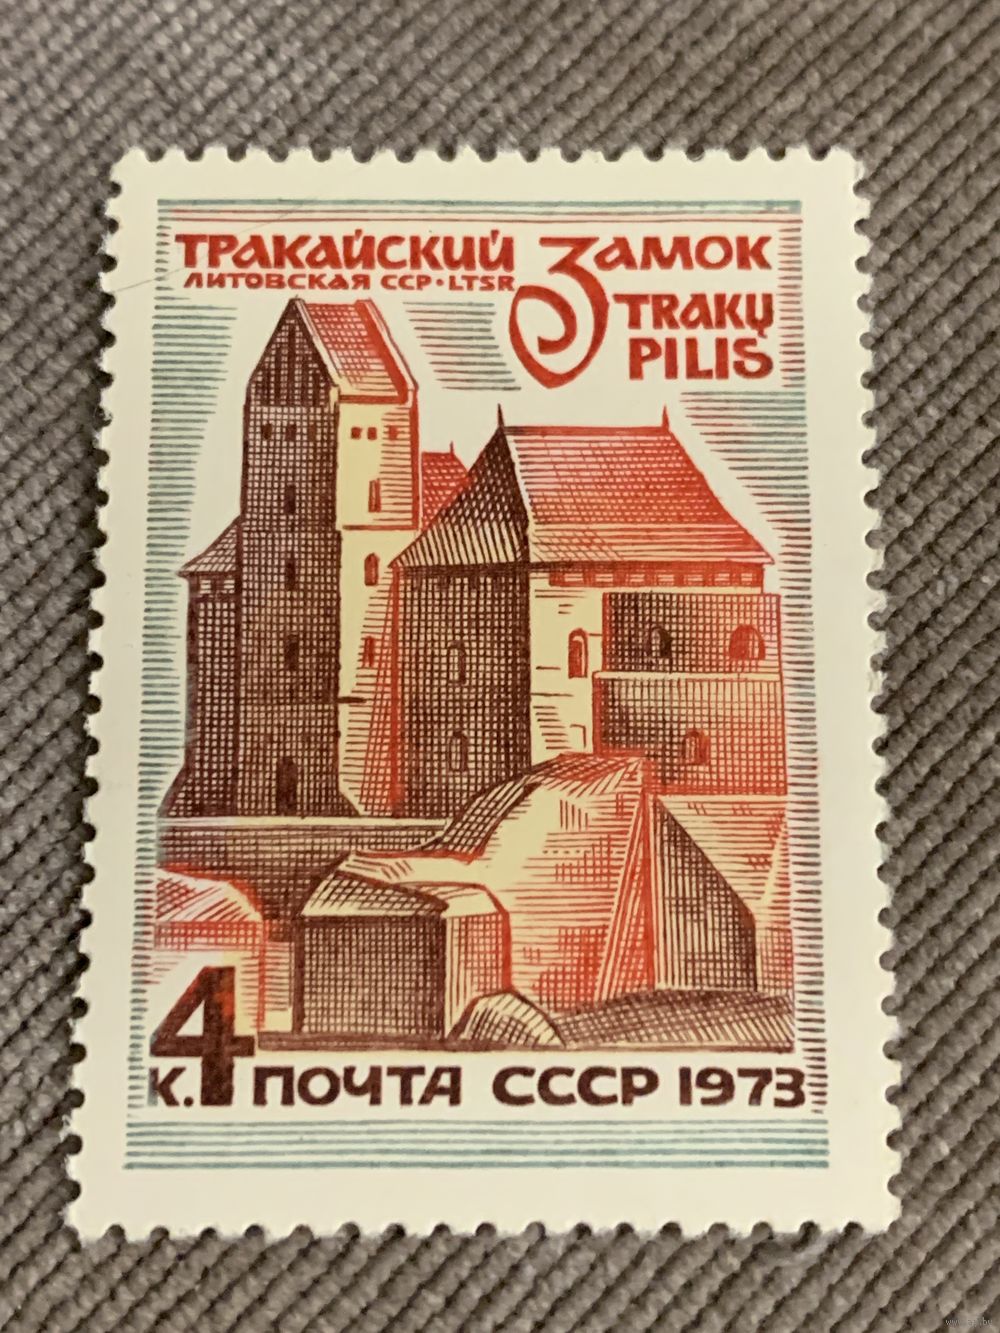 ТРАКАЙСКИЙ ЗАМОК
ЛИТОВСКАЯ ССР·LTSR
TRAKŲ
PILIS
4
к. ПОЧТА СССР 1973